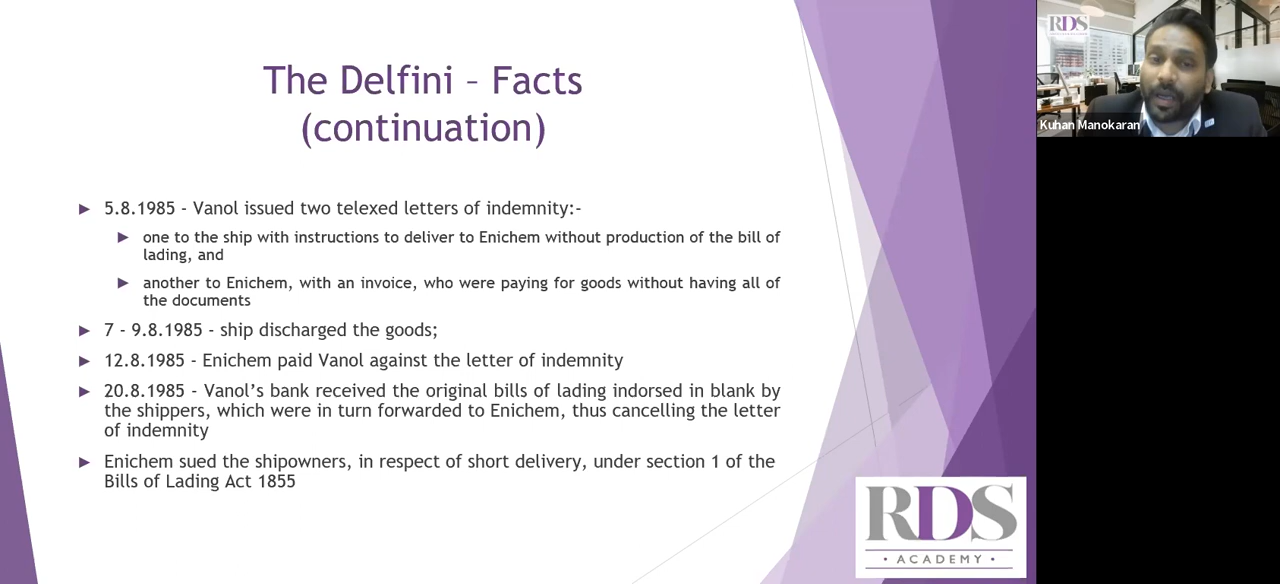 The Delfini – Facts
(continuation)
5.8.1985 - Vanol issued two telexed letters of indemnity:-
one to the ship with instructions to deliver to Enichem without production of the bill of
lading, and
another to Enichem, with an invoice, who were paying for goods without having all of
the documents
7 - 9.8.1985 - ship discharged the goods;
12.8.1985 - Enichem paid Vanol against the letter of indemnity
20.8.1985 - Vanol's bank received the original bills of lading indorsed in blank by
the shippers, which were in turn forwarded to Enichem, thus cancelling the letter
of indemnity
Enichem sued the shipowners, in respect of short delivery, under section 1 of the
Bills of Lading Act 1855
RDS
• ACADEMY •
RDS
Kuhan Manokaran